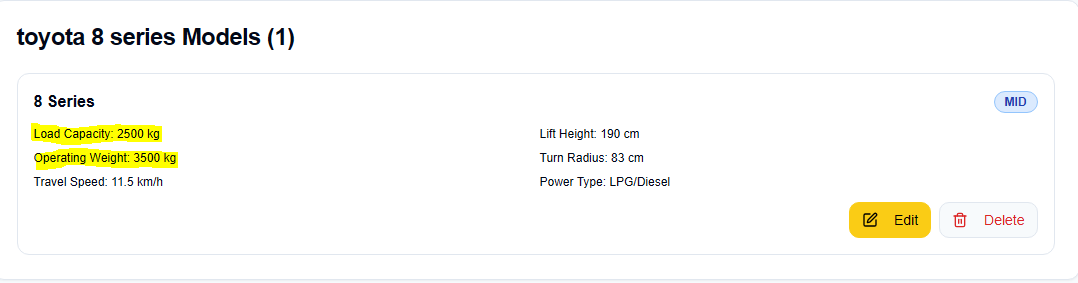 toyota 8 series Models (1)
8 Series
MID
Load Capacity: 2500 kg
Lift Height: 190 cm
Operating Weight: 3500 kg
Turn Radius: 83 cm
Travel Speed: 11.5 km/h
Power Type: LPG/Diesel
Edit
Delete